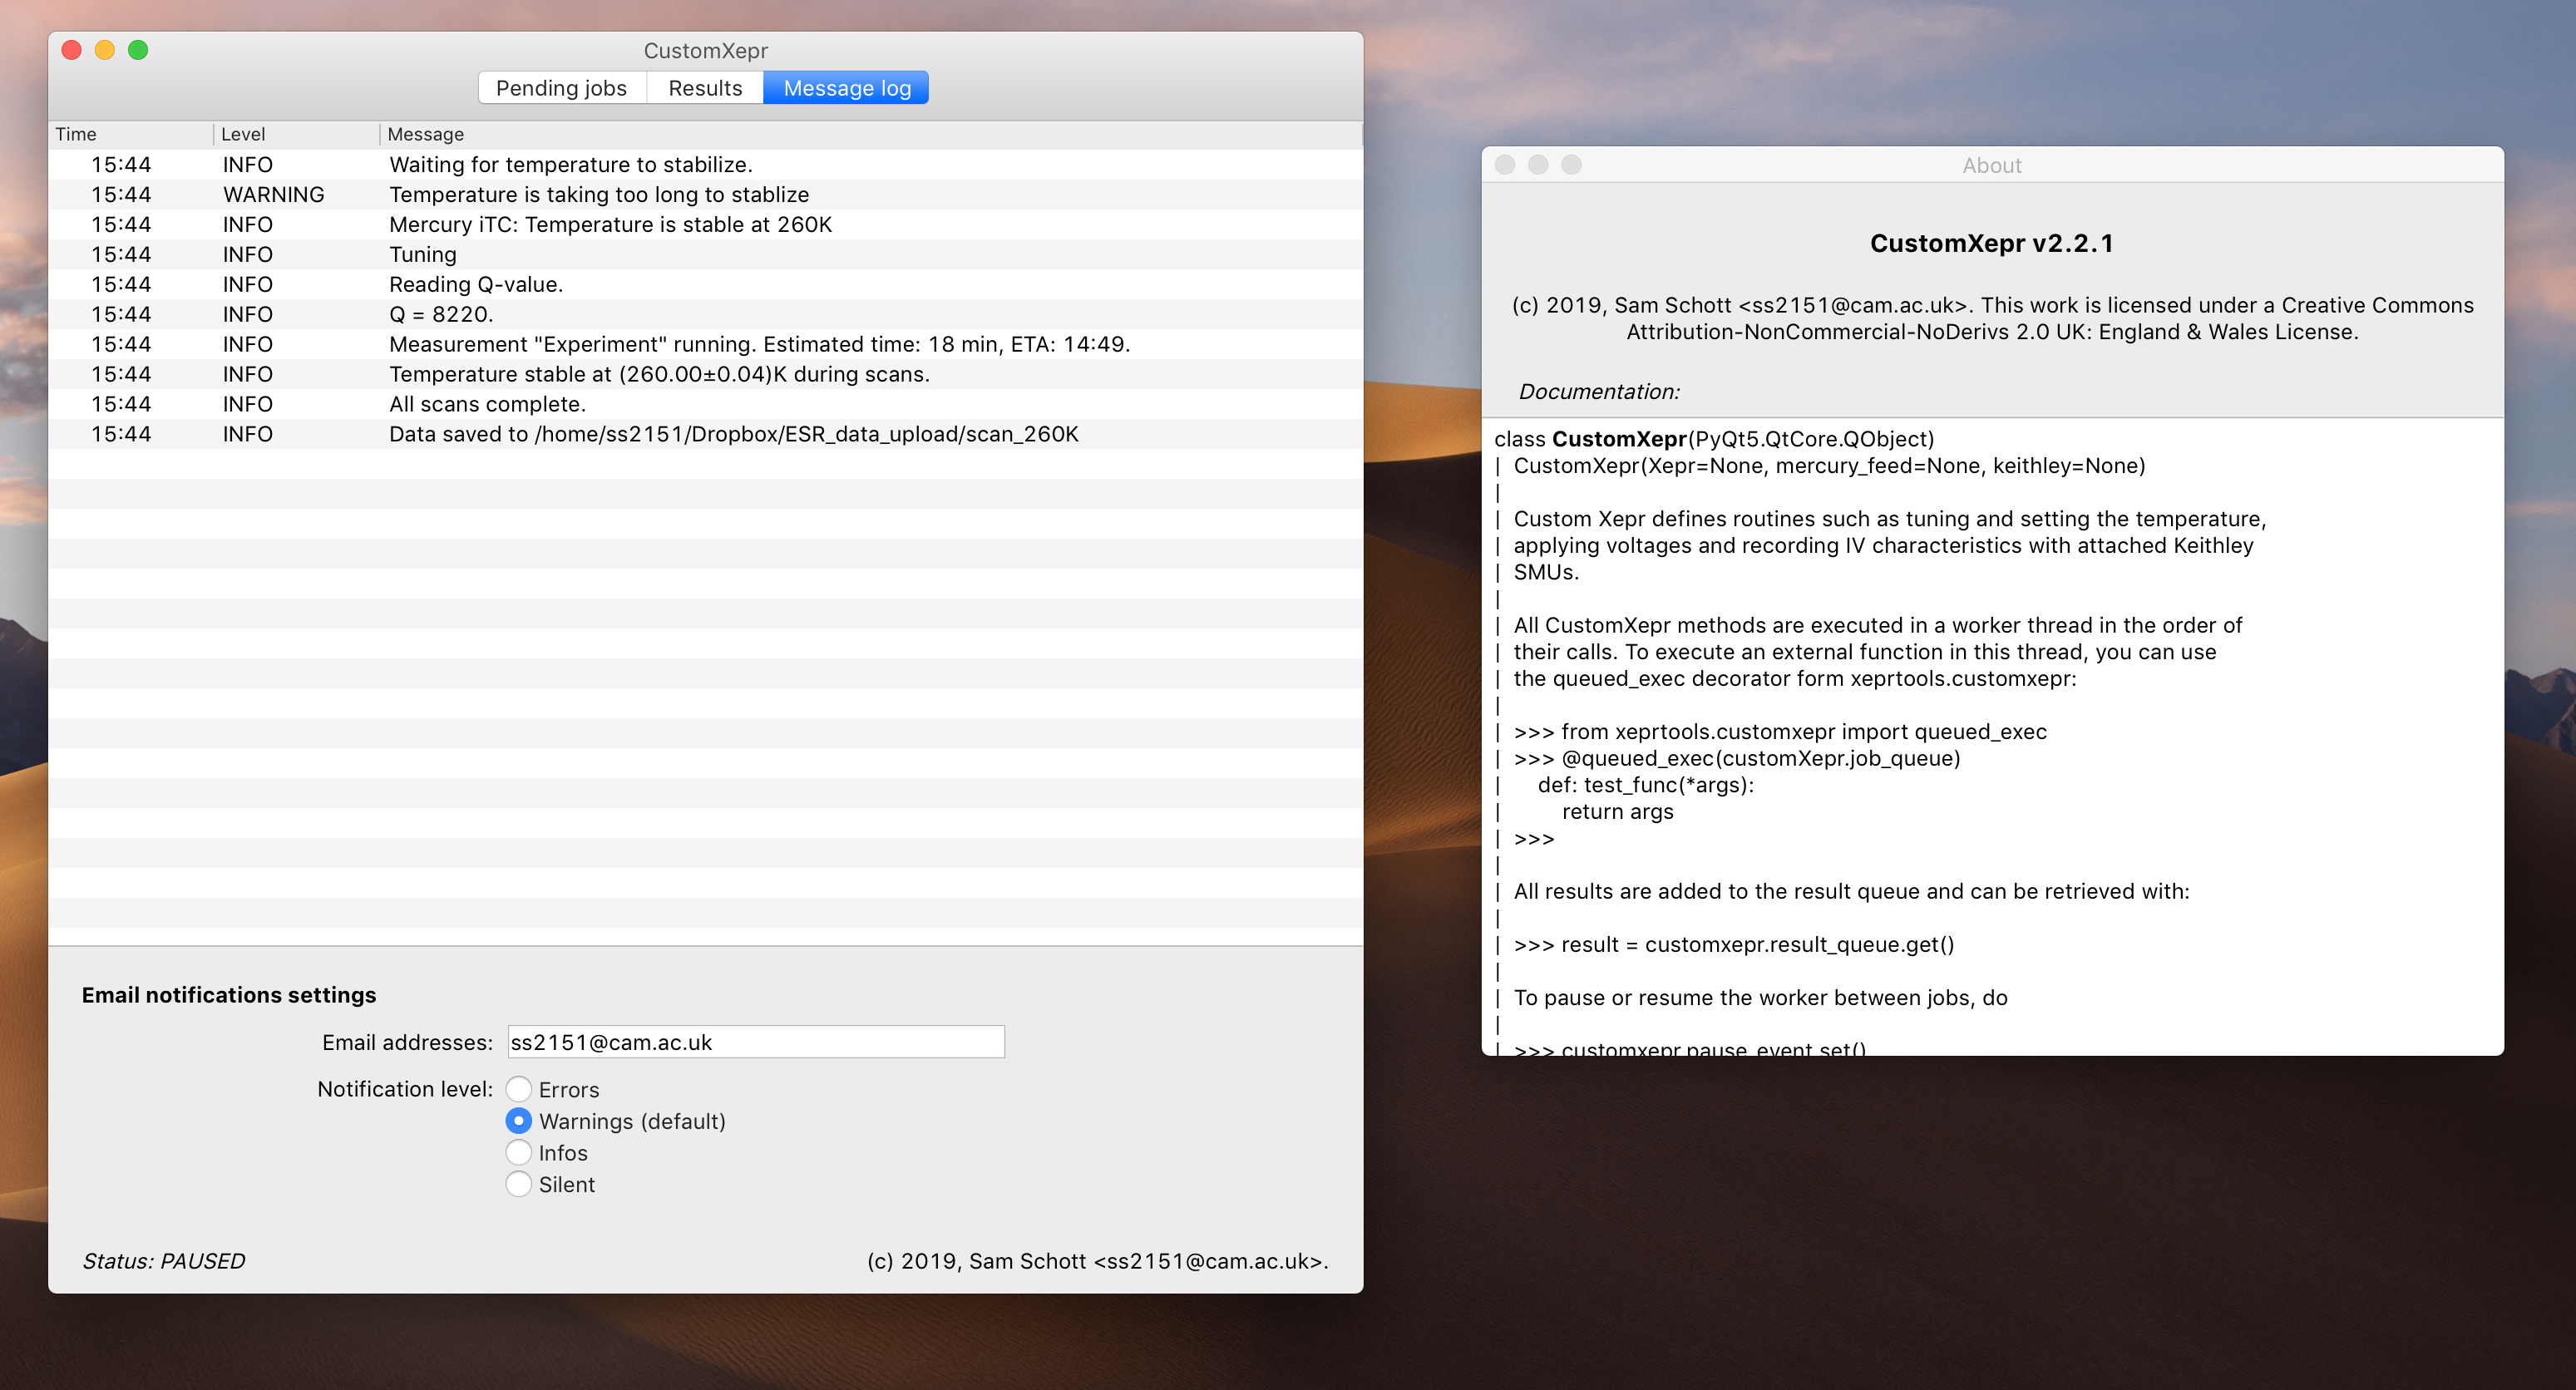 CustomXepr
Pending jobs Results Message log
Time Level Message
15:44 INFO Waiting for temperature to stabilize.
15:44 WARNING Temperature is taking too long to stablize
15:44 INFO Mercury iTC: Temperature is stable at 260K
15:44 INFO Tuning
15:44 INFO Reading Q-value.
15:44 INFO Q = 8220.
15:44 INFO Measurement "Experiment" running. Estimated time: 18 min, ETA: 14:49.
15:44 INFO Temperature stable at (260.00±0.04)K during scans.
15:44 INFO All scans complete.
15:44 INFO Data saved to /home/ss2151/Dropbox/ESR_data_upload/scan_260K
Email notifications settings
Email addresses: ss2151@cam.ac.uk
Notification level: Errors
Warnings (default)
Infos
Silent
Status: PAUSED (c) 2019, Sam Schott <ss2151@cam.ac.uk>.
About
CustomXepr v2.2.1
(c) 2019, Sam Schott <ss2151@cam.ac.uk>. This work is licensed under a Creative Commons
Attribution-NonCommercial-NoDerivs 2.0 UK: England & Wales License.
Documentation:
class CustomXepr(PyQt5.QtCore.QObject)
| CustomXepr(Xepr=None, mercury_feed=None, keithley=None)
|
| Custom Xepr defines routines such as tuning and setting the temperature,
| applying voltages and recording IV characteristics with attached Keithley
| SMUs.
|
| All CustomXepr methods are executed in a worker thread in the order of
| their calls. To execute an external function in this thread, you can use
| the queued_exec decorator form xeprtools.customxepr:
|
| >>> from xeprtools.customxepr import queued_exec
| >>> @queued_exec(customXepr.job_queue)
| def: test_func(*args):
| return args
| >>>
|
| All results are added to the result queue and can be retrieved with:
|
| >>> result = customxepr.result_queue.get()
|
| To pause or resume the worker between jobs, do
|
| >>> customxepr.pause_event.set()